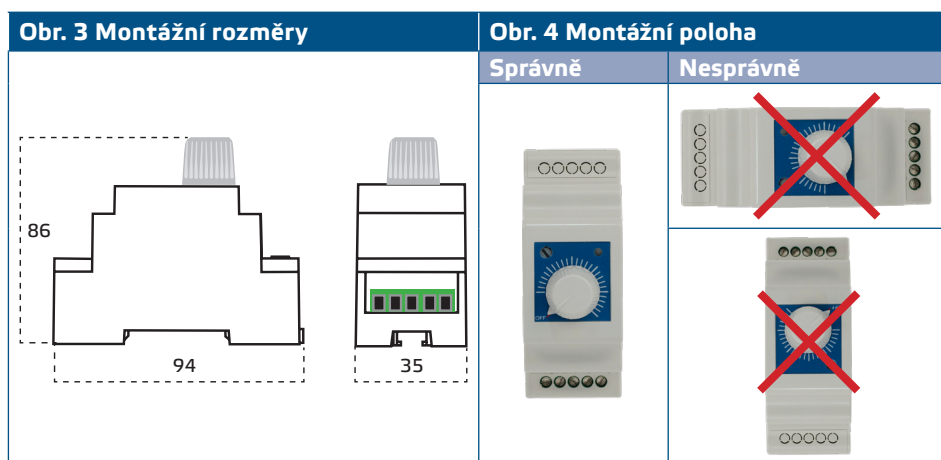 Obr. 3 Montážní rozměry
Obr. 4 Montážní poloha
Správně
Nesprávně
86
94
35
OFF